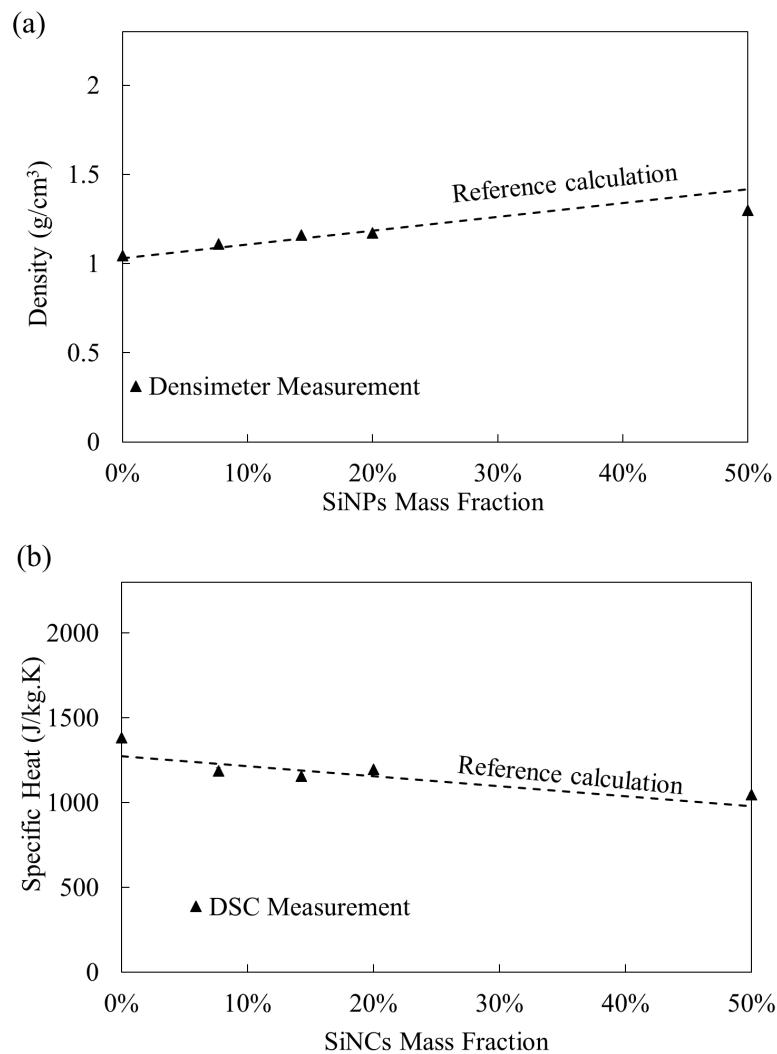 (a)
2
1.5
1
0.5
0
Density (g/cm³)
Reference calculation
Densimeter Measurement
0% 10% 20% 30% 40% 50%
SiNPs Mass Fraction
(b)
2000
1500
1000
500
0
Specific Heat (J/kg.K)
Reference calculation
DSC Measurement
0% 10% 20% 30% 40% 50%
SiNCs Mass Fraction